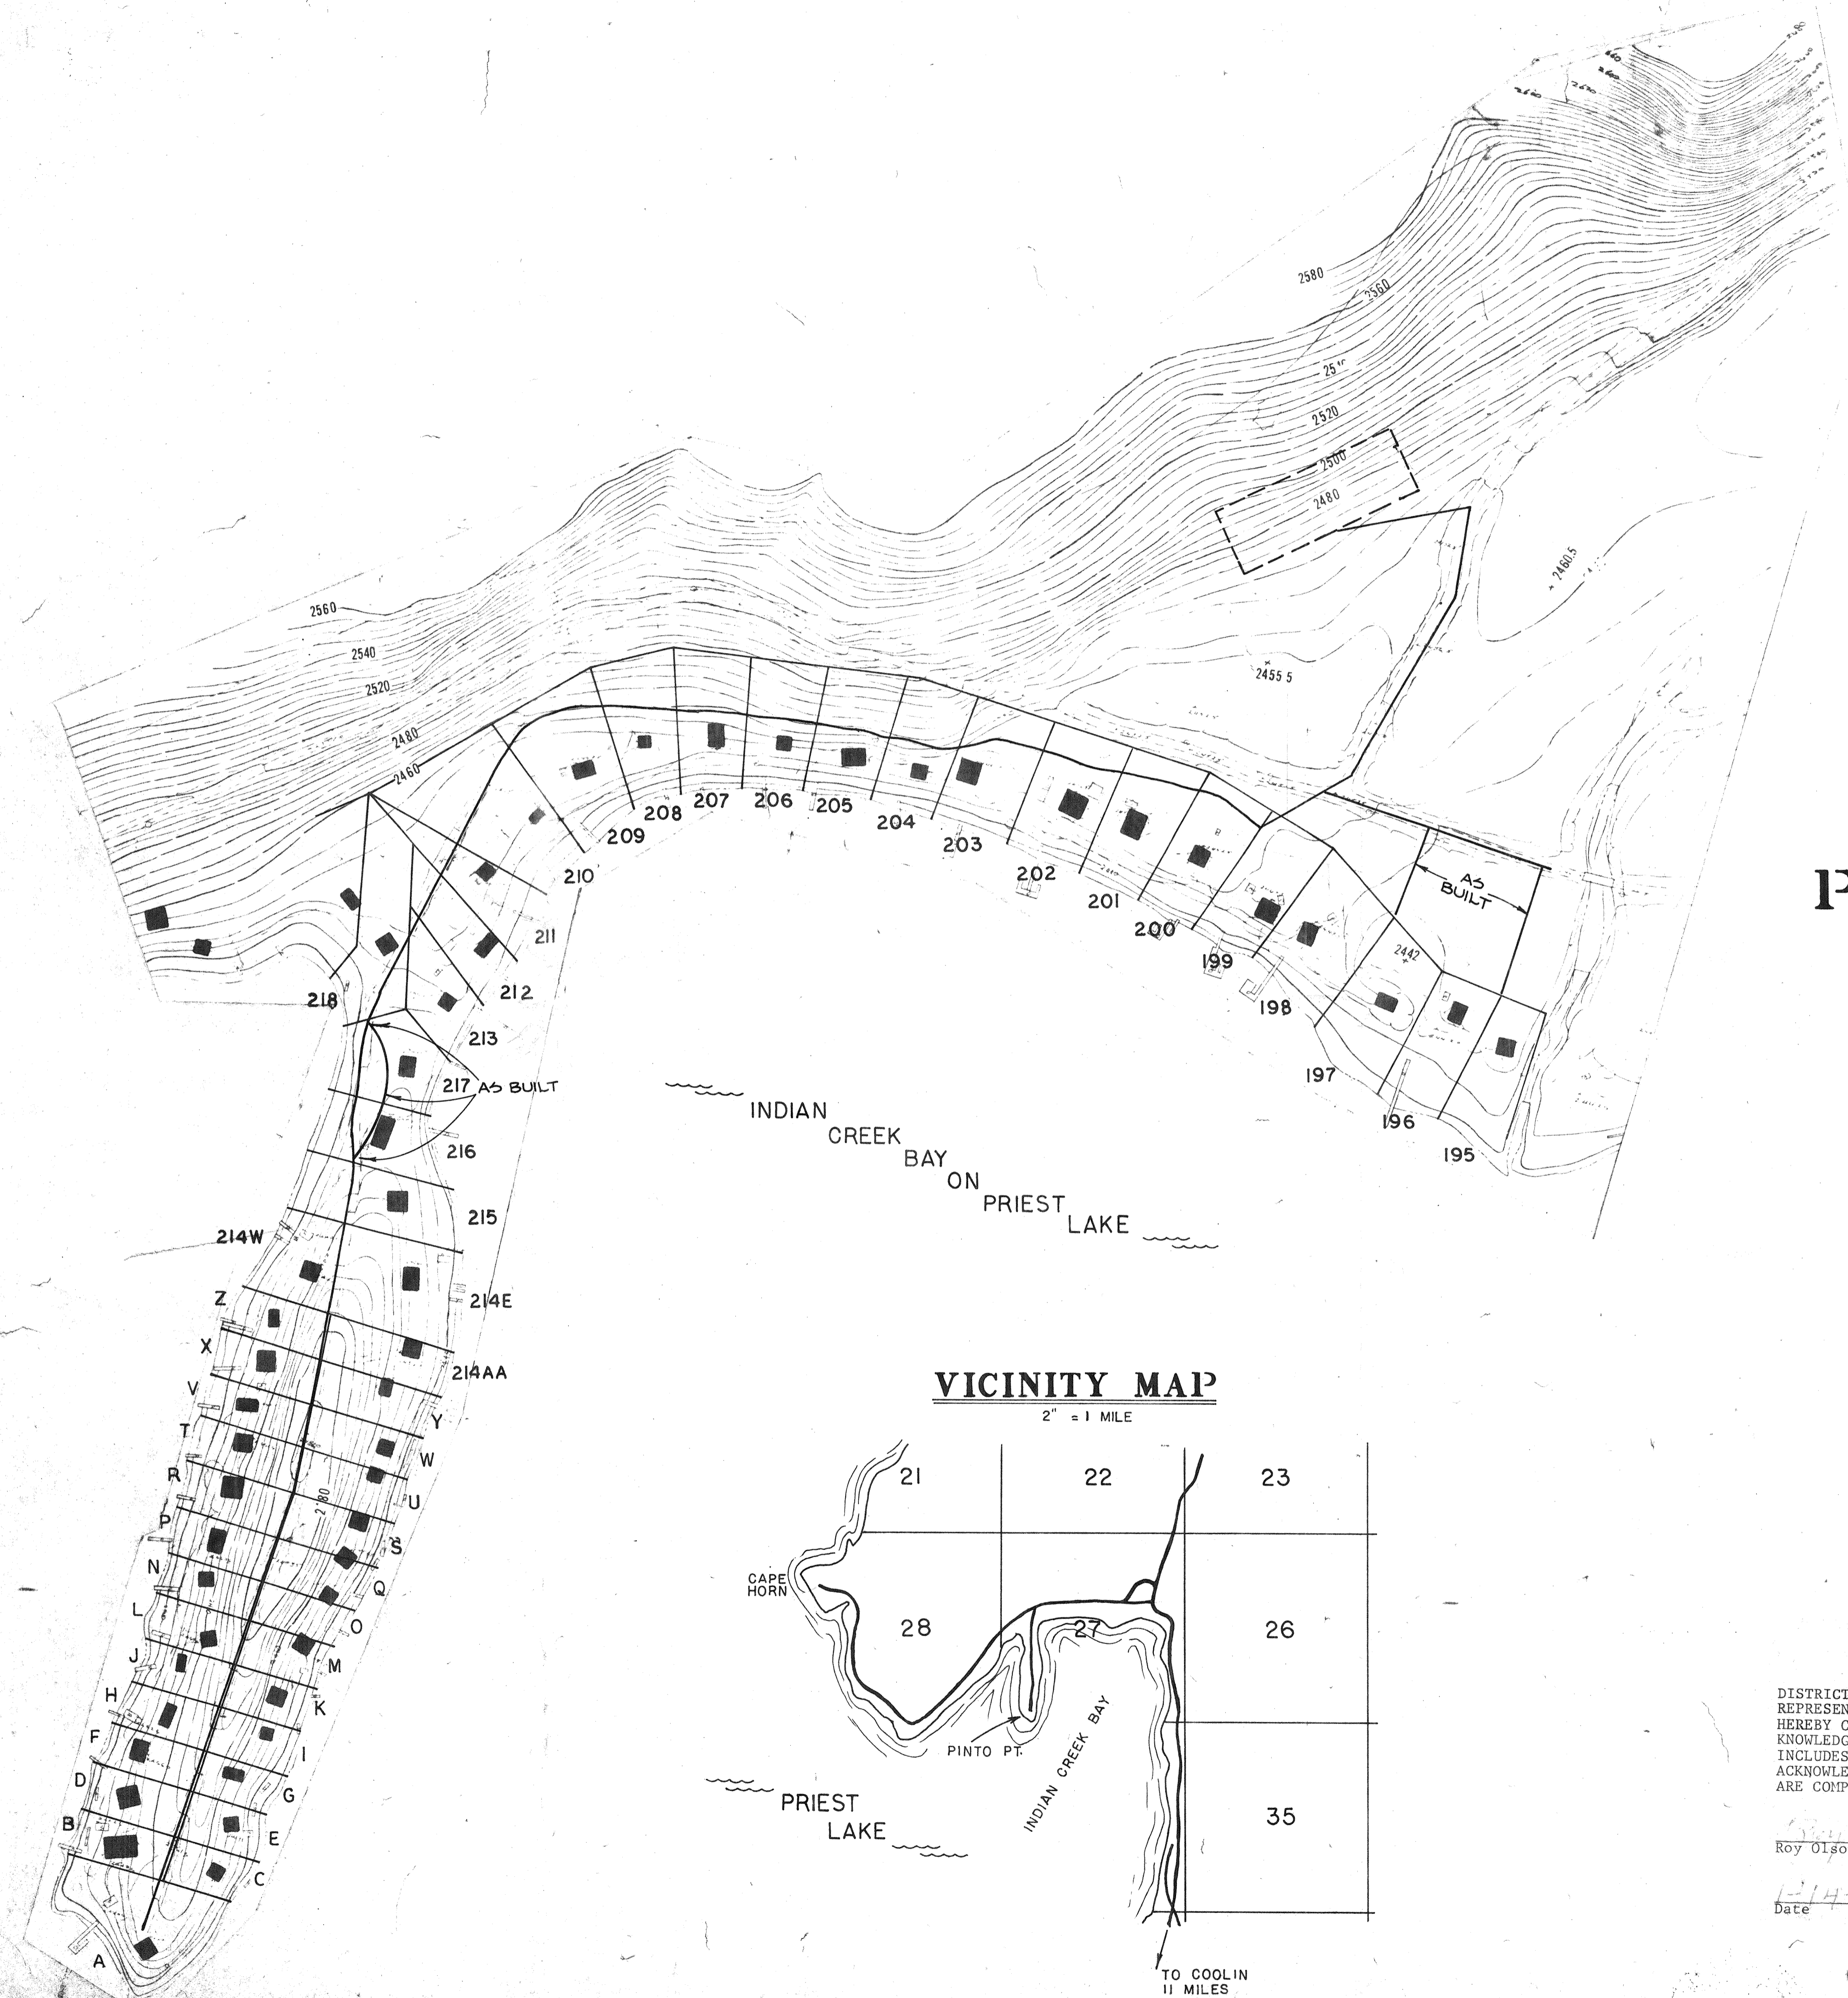 2640
2620
2600
2580
2560
2520
2500
2480
2460.5
2455 5
2560
2540
2520
2480
2460
P
AS
BUILT
2442
210
209
208
207
206
205
204
203
202
201
200
199
198
197
196
195
211
212
213
218
217 AS BUILT
216
215
214W
214E
214AA
Z
X
V
T
R
P
N
L
J
H
F
D
B
A
Y
W
U
S
Q
O
M
K
I
G
E
C
INDIAN
CREEK
BAY
ON
PRIEST
LAKE
VICINITY MAP
2" = 1 MILE
21
22
23
CAPE
HORN
28
27
26
PINTO PT.
INDIAN CREEK BAY
35
PRIEST
LAKE
TO COOLIN
11 MILES
DISTRICT
REPRESEN
HEREBY C
KNOWLEDG
INCLUDES
ACKNOWLE
ARE COMP
Roy Olso
Date